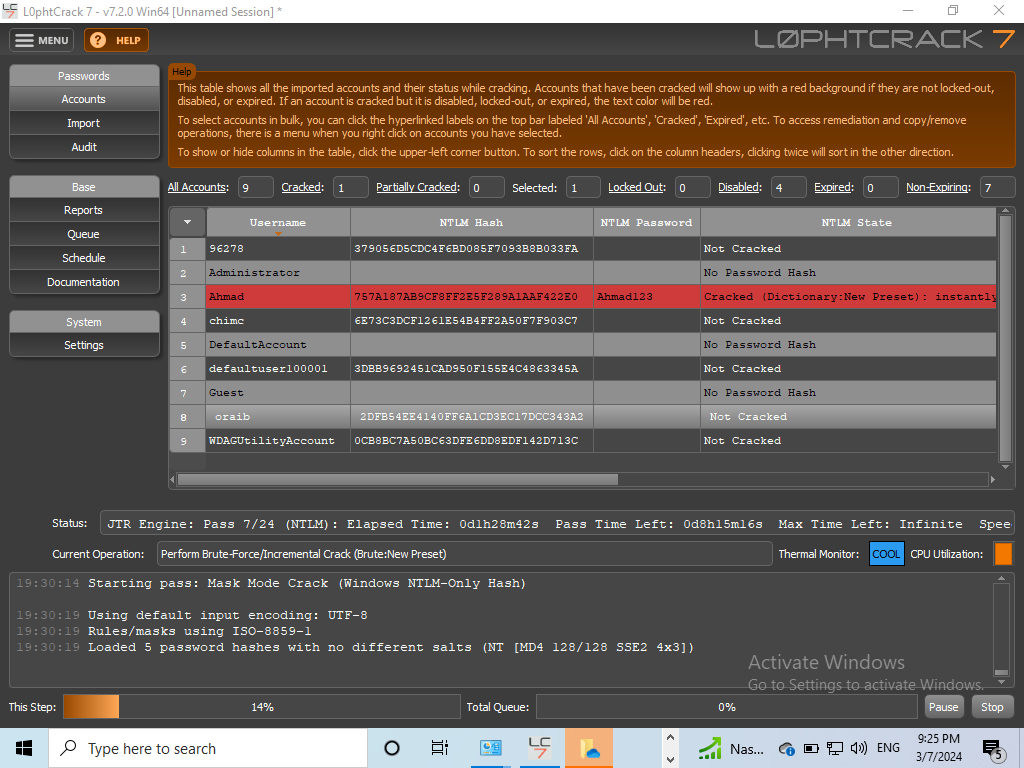 LC7 L0phtCrack 7 - v7.2.0 Win64 [Unnamed Session] *
MENU ? HELP
L0PHTCRACK 7
Passwords
Accounts
Import
Audit
Base
Reports
Queue
Schedule
Documentation
System
Settings
Help
This table shows all the imported accounts and their status while cracking. Accounts that have been cracked will show up with a red background if they are not locked-out,
disabled, or expired. If an account is cracked but it is disabled, locked-out, or expired, the text color will be red.
To select accounts in bulk, you can click the hyperlinked labels on the top bar labeled 'All Accounts', 'Cracked', 'Expired', etc. To access remediation and copy/remove
operations, there is a menu when you right click on accounts you have selected.
To show or hide columns in the table, click the upper-left corner button. To sort the rows, click on the column headers, clicking twice will sort in the other direction.
All Accounts: 9 Cracked: 1 Partially Cracked: 0 Selected: 1 Locked Out: 0 Disabled: 4 Expired: 0 Non-Expiring: 7
Username NTLM Hash NTLM Password NTLM State
1 96278 379056D5CDC4F6BD085F7093B8B033FA Not Cracked
2 Administrator No Password Hash
3 Ahmad 757A187AB9CF8FF2E5F289A1AAF422E0 Ahmad123 Cracked (Dictionary:New Preset): instantly
4 chimc 6E73C3DCF1261E54B4FF2A50F7F903C7 Not Cracked
5 DefaultAccount No Password Hash
6 defaultuser100001 3DBB9692451CAD950F155E4C4863345A Not Cracked
7 Guest No Password Hash
8 oraib 2DFB54EE4140FF6A1CD3EC17DCC343A2 Not Cracked
9 WDAGUtilityAccount 0CB8BC7A50BC63DFE6DD8EDF142D713C Not Cracked
Status: JTR Engine: Pass 7/24 (NTLM): Elapsed Time: 0d1h28m42s Pass Time Left: 0d8h15m16s Max Time Left: Infinite Spee
Current Operation: Perform Brute-Force/Incremental Crack (Brute:New Preset) Thermal Monitor: COOL CPU Utilization:
19:30:14 Starting pass: Mask Mode Crack (Windows NTLM-Only Hash)
19:30:19 Using default input encoding: UTF-8
19:30:19 Rules/masks using ISO-8859-1
19:30:19 Loaded 5 password hashes with no different salts (NT [MD4 128/128 SSE2 4x3])
Activate Windows
Go to Settings to activate Windows.
This Step: 14% Total Queue: 0% Pause Stop
Type here to search
LC7
Nas... ENG 9:25 PM
3/7/2024 5